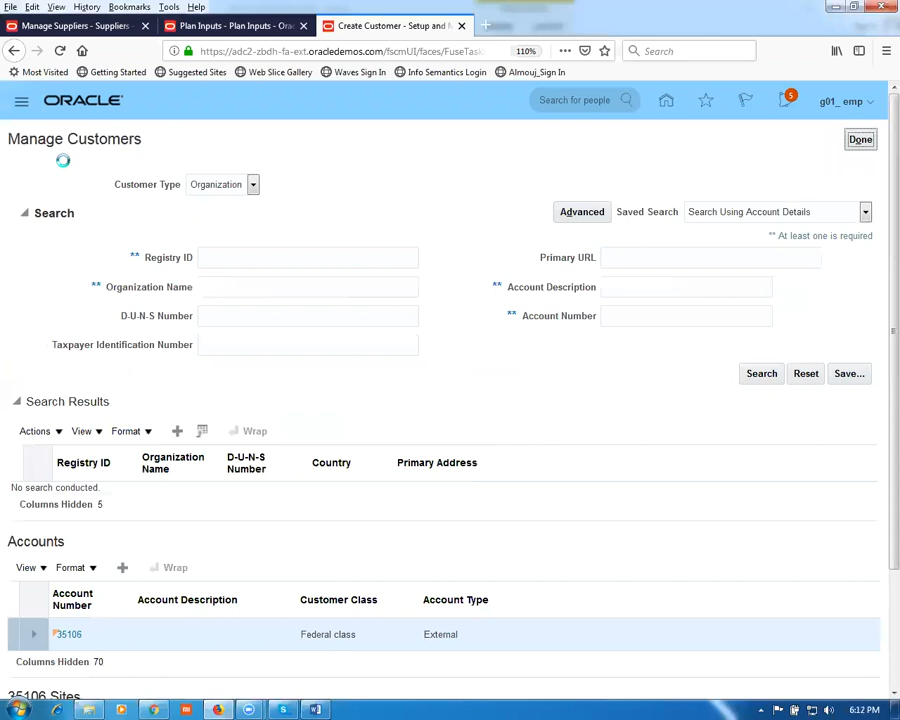 File Edit View History Bookmarks Tools Help
Manage Suppliers - Suppliers - Plan Inputs - Plan Inputs - Ora Create Customer - Setup and M
https://adc2-zbdh-fa-ext.oracledemos.com/fscmUI/faces/FuseTask 110% Search
Most Visited Getting Started Suggested Sites Web Slice Gallery Waves Sign In Info Semantics Login Almouj_Sign In
ORACLE Search for people 5 g01_ emp
Manage Customers Done
Customer Type Organization
Search Advanced Saved Search Search Using Account Details
** At least one is required
** Registry ID Primary URL
** Organization Name ** Account Description
D-U-N-S Number ** Account Number
Taxpayer Identification Number
Search Reset Save...
Search Results
Actions View Format Wrap
Registry ID Organization Name D-U-N-S Number Country Primary Address
No search conducted.
Columns Hidden 5
Accounts
View Format Wrap
Account Number Account Description Customer Class Account Type
35106 Federal class External
Columns Hidden 70
35106 Sites
6:12 PM